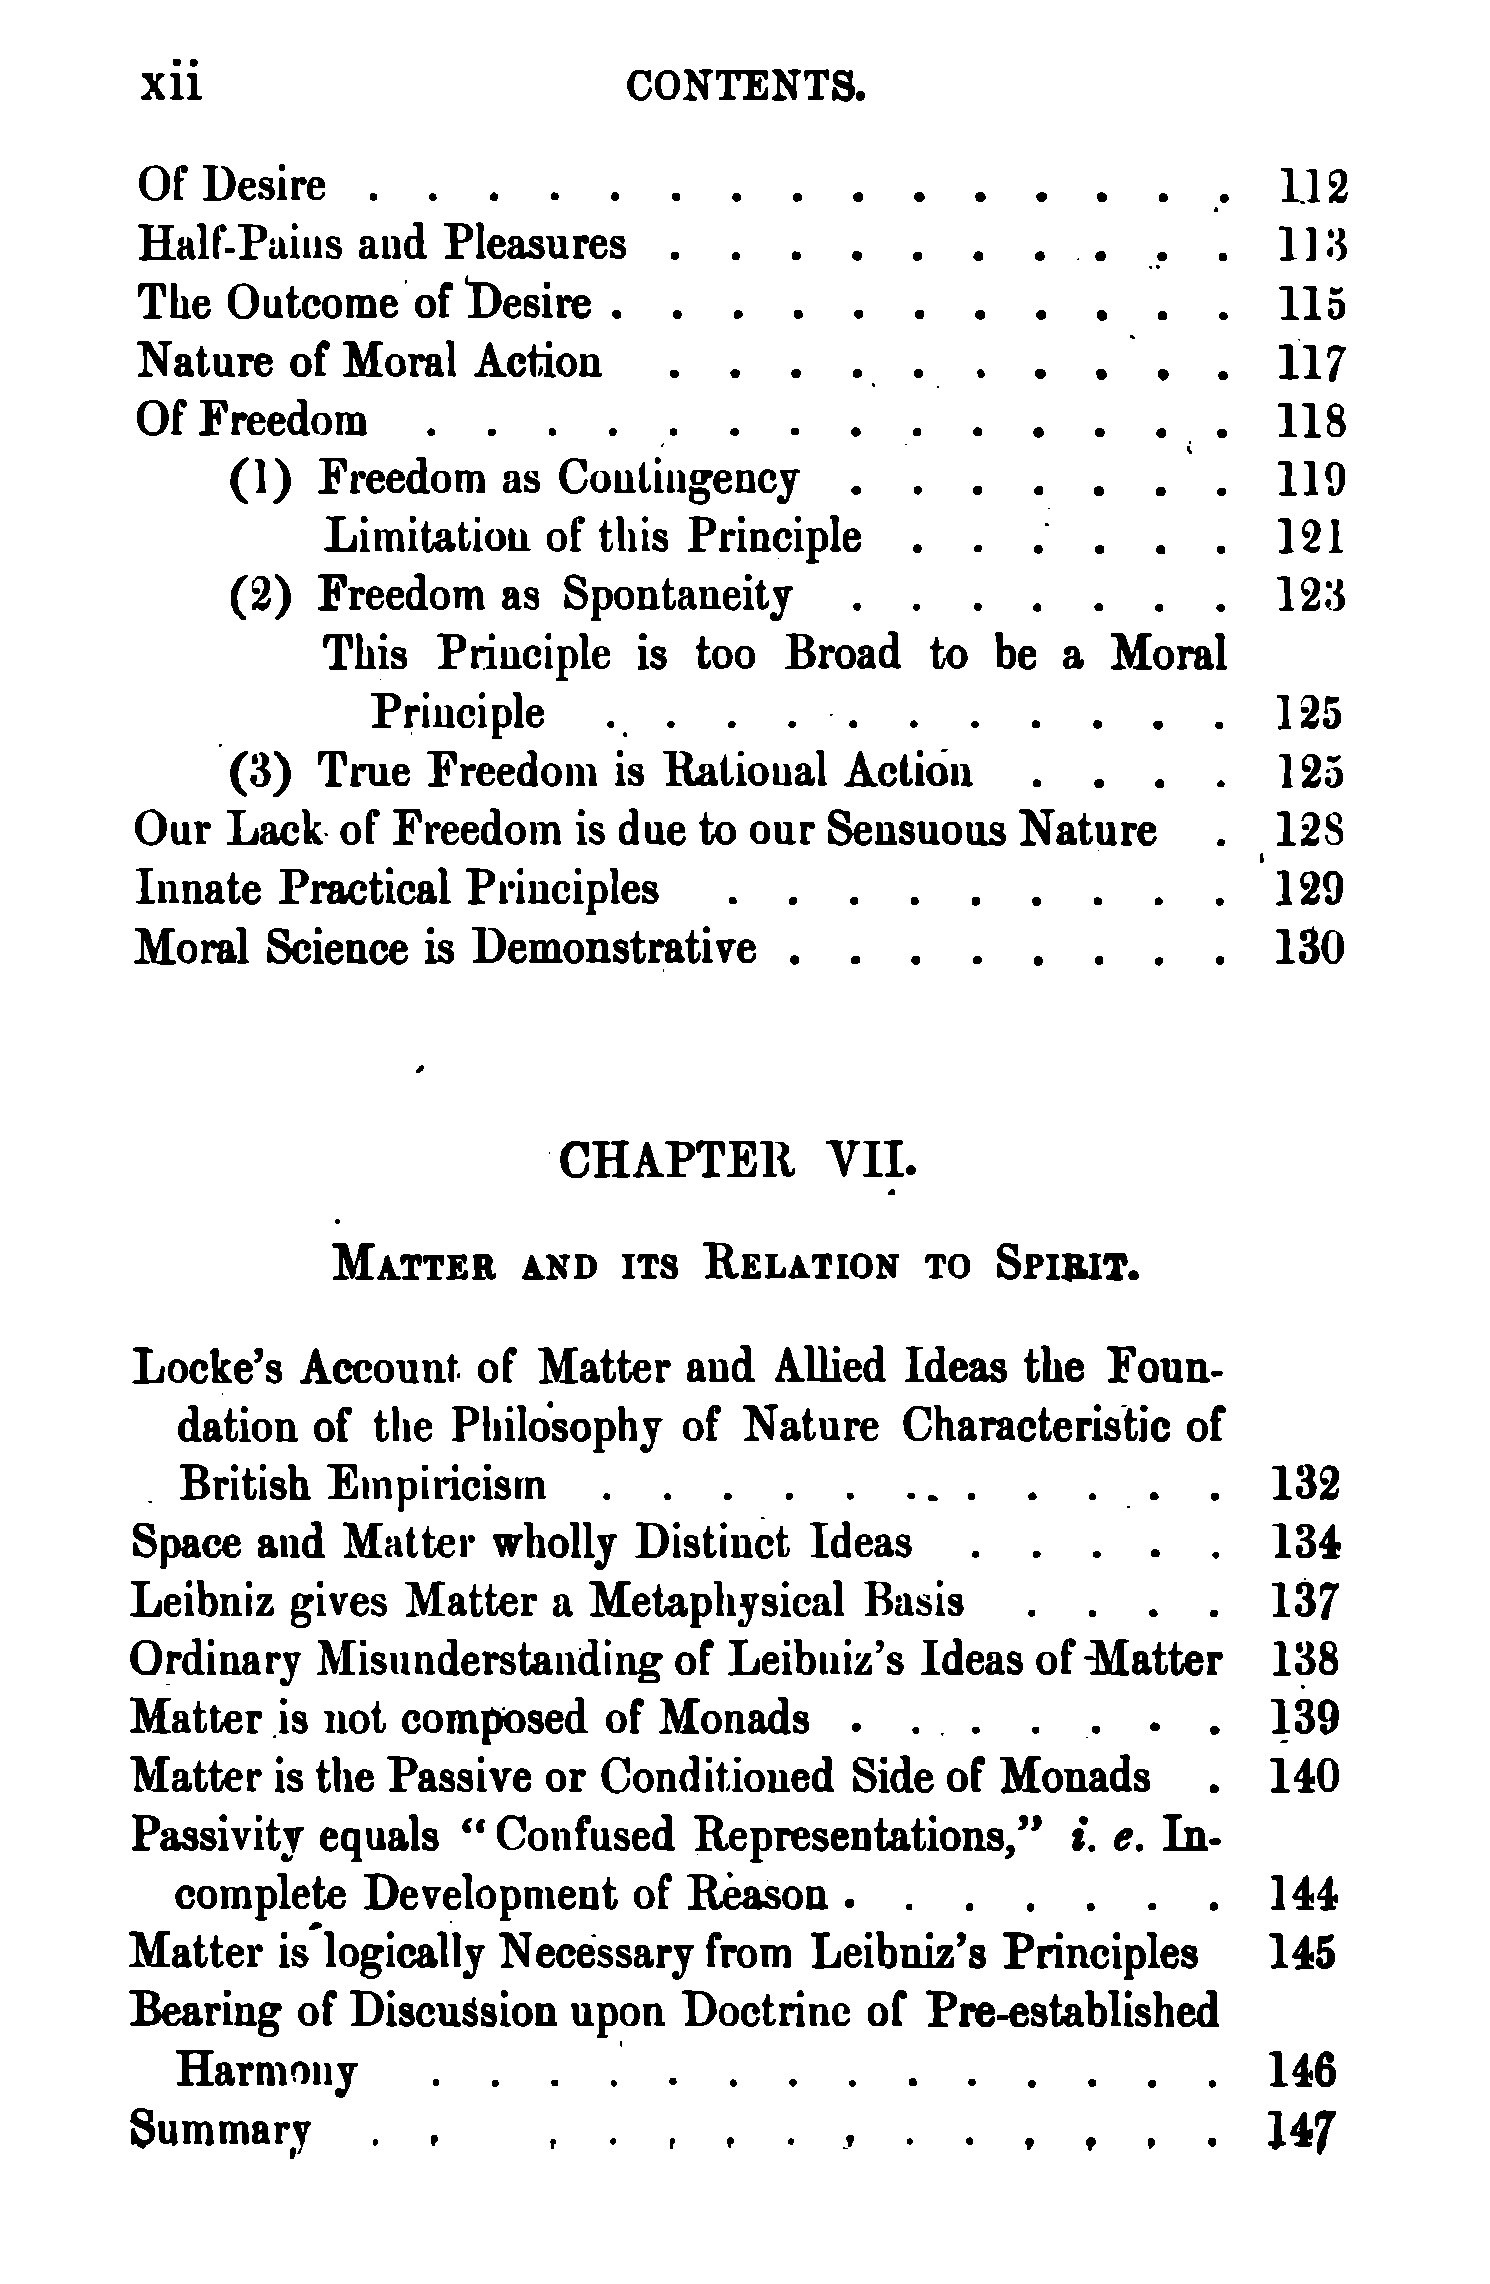 xii CONTENTS.
Of Desire . . . . . . . . . . . . . . . 112
Half-Pains and Pleasures . . . . . . . . . . 113
The Outcome of Desire . . . . . . . . . . . 115
Nature of Moral Action . . . . . . . . . . 117
Of Freedom . . . . . . . . . . . . . . 118
(1) Freedom as Contingency . . . . . . . 119
Limitation of this Principle . . . . . . 121
(2) Freedom as Spontaneity . . . . . . . 123
This Principle is too Broad to be a Moral
Principle . . . . . . . . . . . 125
(3) True Freedom is Rational Action . . . . 125
Our Lack of Freedom is due to our Sensuous Nature . 128
Innate Practical Principles . . . . . . . . . 129
Moral Science is Demonstrative . . . . . . . . 130
CHAPTER VII.
MATTER AND ITS RELATION TO SPIRIT.
Locke's Account of Matter and Allied Ideas the Foun-
dation of the Philosophy of Nature Characteristic of
British Empiricism . . . . . . . . . . . 132
Space and Matter wholly Distinct Ideas . . . . . 134
Leibniz gives Matter a Metaphysical Basis . . . . 137
Ordinary Misunderstanding of Leibniz's Ideas of Matter 138
Matter is not composed of Monads . . . . . . . 139
Matter is the Passive or Conditioned Side of Monads . 140
Passivity equals "Confused Representations," i. e. In-
complete Development of Reason . . . . . . . 144
Matter is logically Necessary from Leibniz's Principles 145
Bearing of Discussion upon Doctrine of Pre-established
Harmony . . . . . . . . . . . . . . 146
Summary . . . . . . . . . . . . . . 147